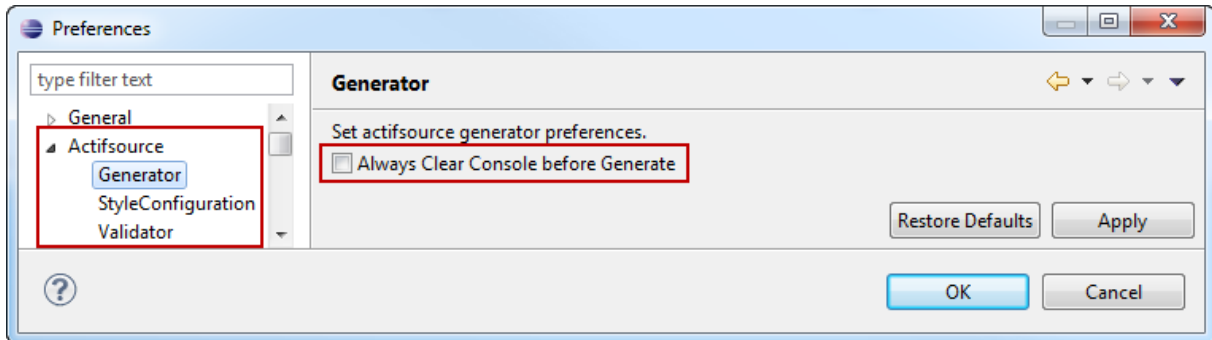 Preferences
type filter text
General
Actifsource
Generator
StyleConfiguration
Validator
Generator
Set actifsource generator preferences.
Always Clear Console before Generate
Restore Defaults
Apply
?
OK
Cancel